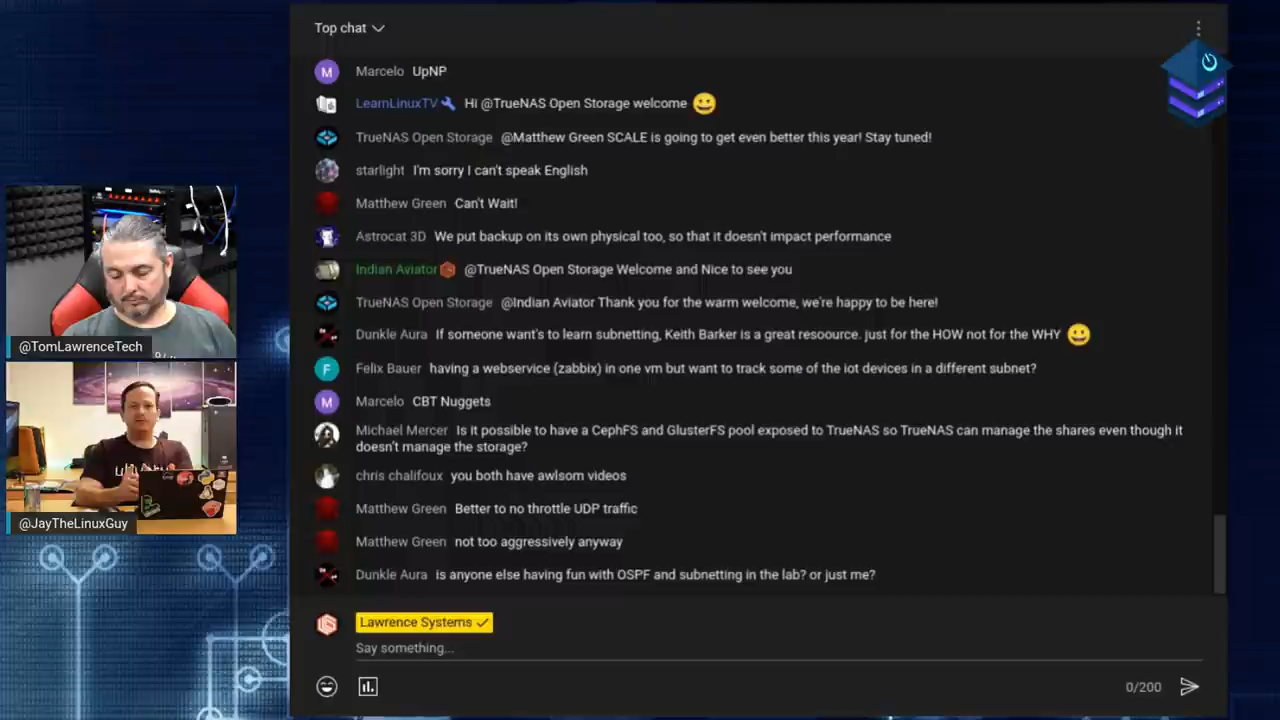 Top chat
Marcelo UpNP
LearnLinuxTV Hi @TrueNAS Open Storage welcome
TrueNAS Open Storage @Matthew Green SCALE is going to get even better this year! Stay tuned!
starlight I'm sorry I can't speak English
Matthew Green Can't Wait!
Astrocat 3D We put backup on its own physical too, so that it doesn't impact performance
Indian Aviator @TrueNAS Open Storage Welcome and Nice to see you
TrueNAS Open Storage @Indian Aviator Thank you for the warm welcome, we're happy to be here!
Dunkle Aura If someone want's to learn subnetting, Keith Barker is a great resoource. just for the HOW not for the WHY
@TomLawrenceTech
Felix Bauer having a webservice (zabbix) in one vm but want to track some of the iot devices in a different subnet?
Marcelo CBT Nuggets
Michael Mercer Is it possible to have a CephFS and GlusterFS pool exposed to TrueNAS so TrueNAS can manage the shares even though it
doesn't manage the storage?
chris chalifoux you both have awlsom videos
Matthew Green Better to no throttle UDP traffic
@JayTheLinuxGuy
Matthew Green not too aggressively anyway
Dunkle Aura is anyone else having fun with OSPF and subnetting in the lab? or just me?
Lawrence Systems
Say something...
0/200